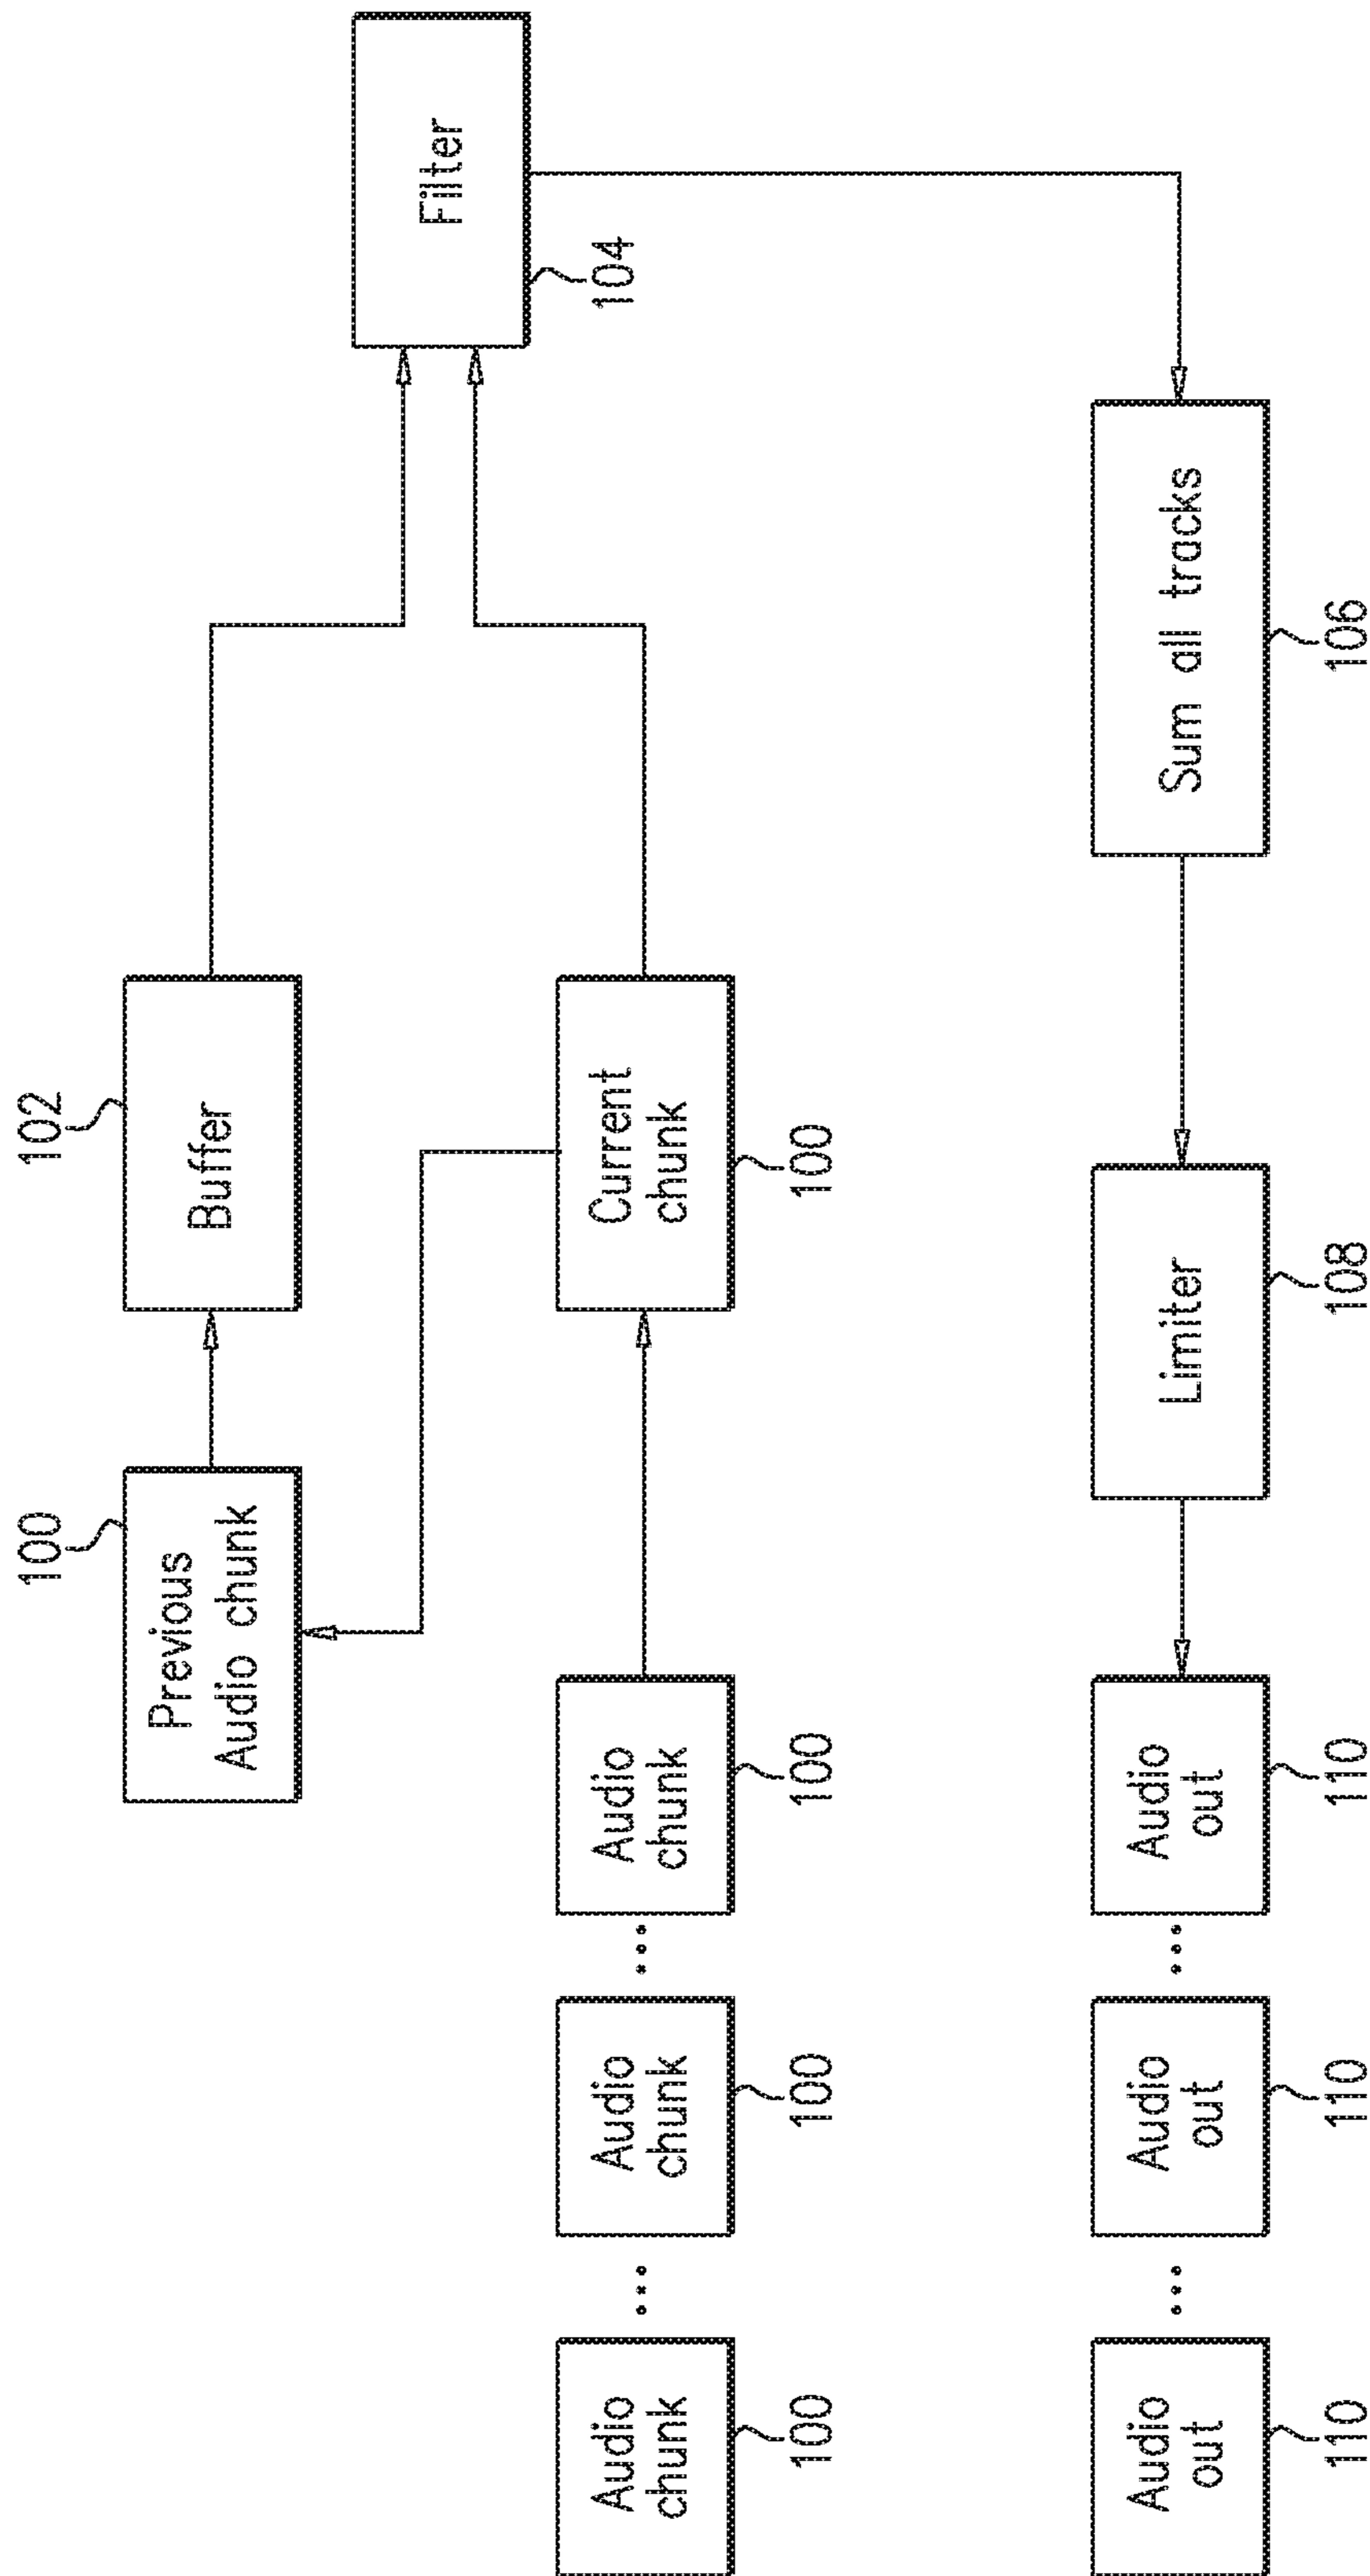 100
102
Previous
Audio chunk
Buffer
Filter
104
Audio
chunk
100
...
Audio
chunk
100
...
Audio
chunk
100
Current
chunk
100
Audio
out
110
...
Audio
out
110
...
Audio
out
110
Limiter
108
Sum all tracks
106